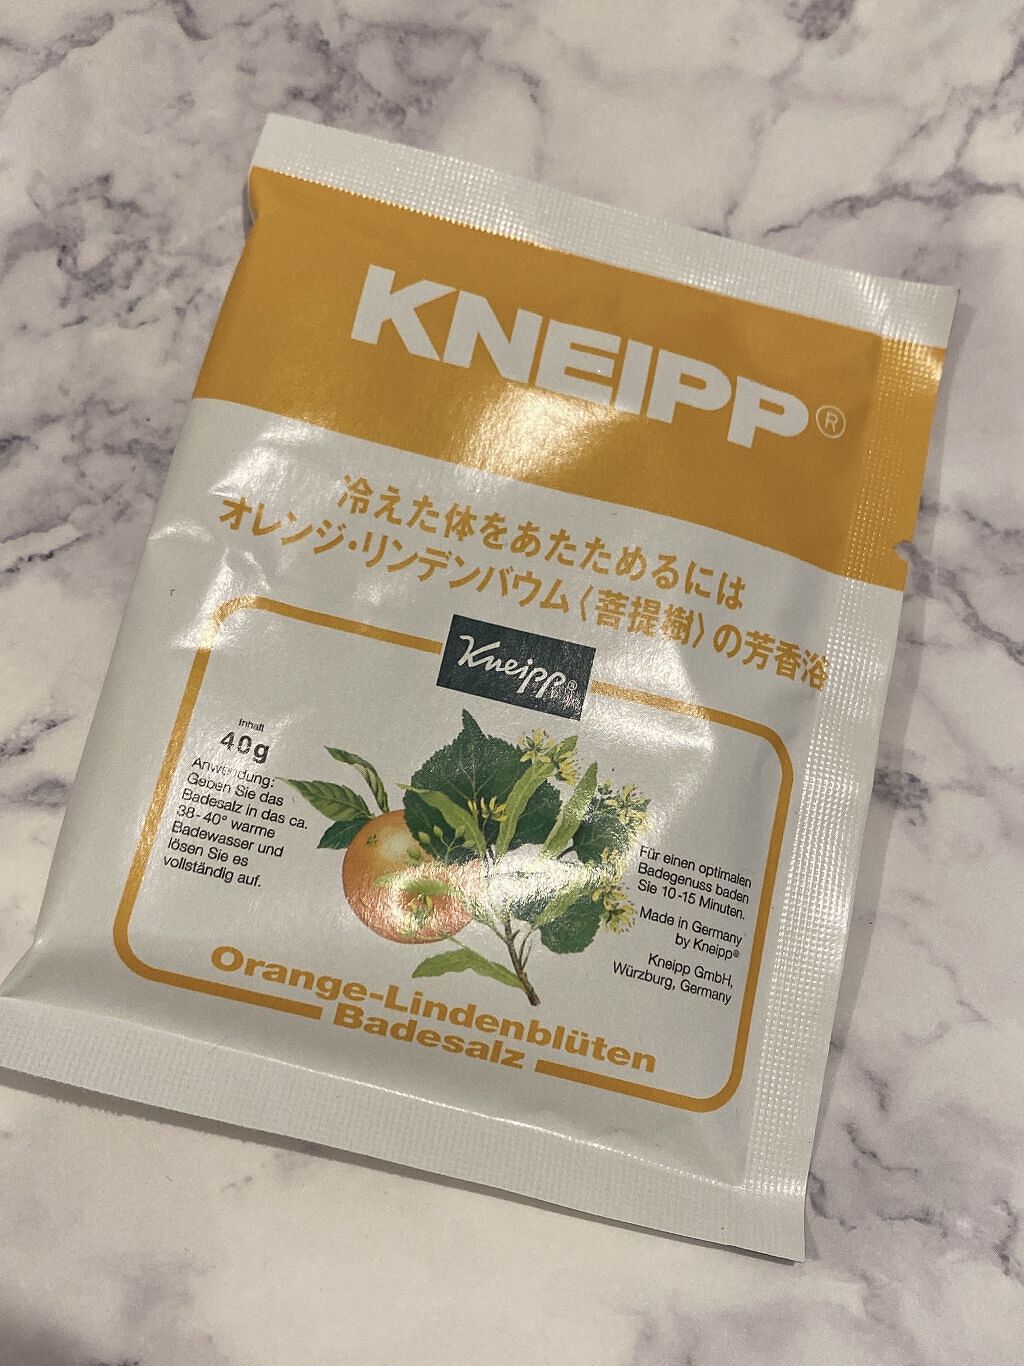 KNEIPP®
冷えた体をあたためるには
オレンジ・リンデンバウム〈菩提樹〉の芳香浴
Kneipp®
Inhalt
40g
Anwendung:
Geben Sie das
Badesalz in das ca.
38-40° warme
Badewasser und
lösen Sie es
vollständig auf.
Für einen optimalen
Badegenuss baden
Sie 10-15 Minuten.
Made in Germany
by Kneipp®
Kneipp GmbH,
Würzburg, Germany
Orange-Lindenblüten
Badesalz